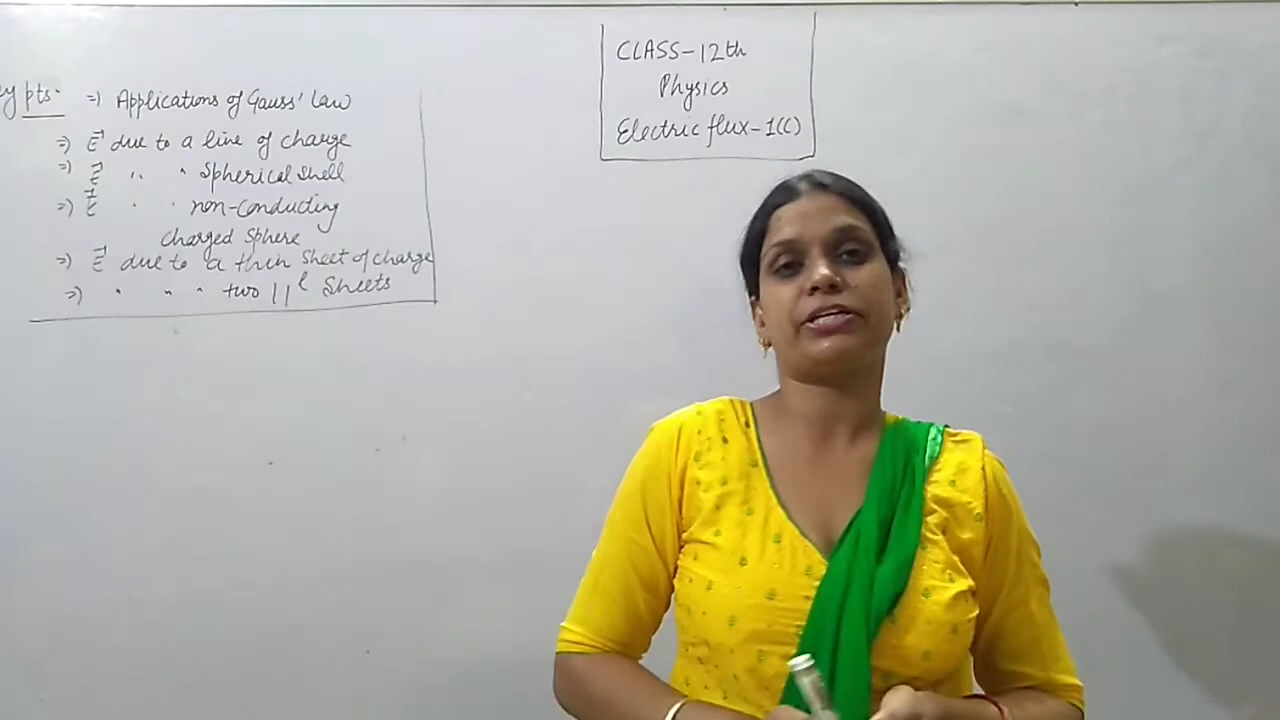 ey pts. => Applications of Gauss' Law
=> E due to a line of charge
=> E " " Spherical shell
=> E " " non-conducting
charged sphere
=> E due to a thin sheet of charge
=> " " " two ||l sheets
CLASS-12th
Physics
Electric flux-1(C)